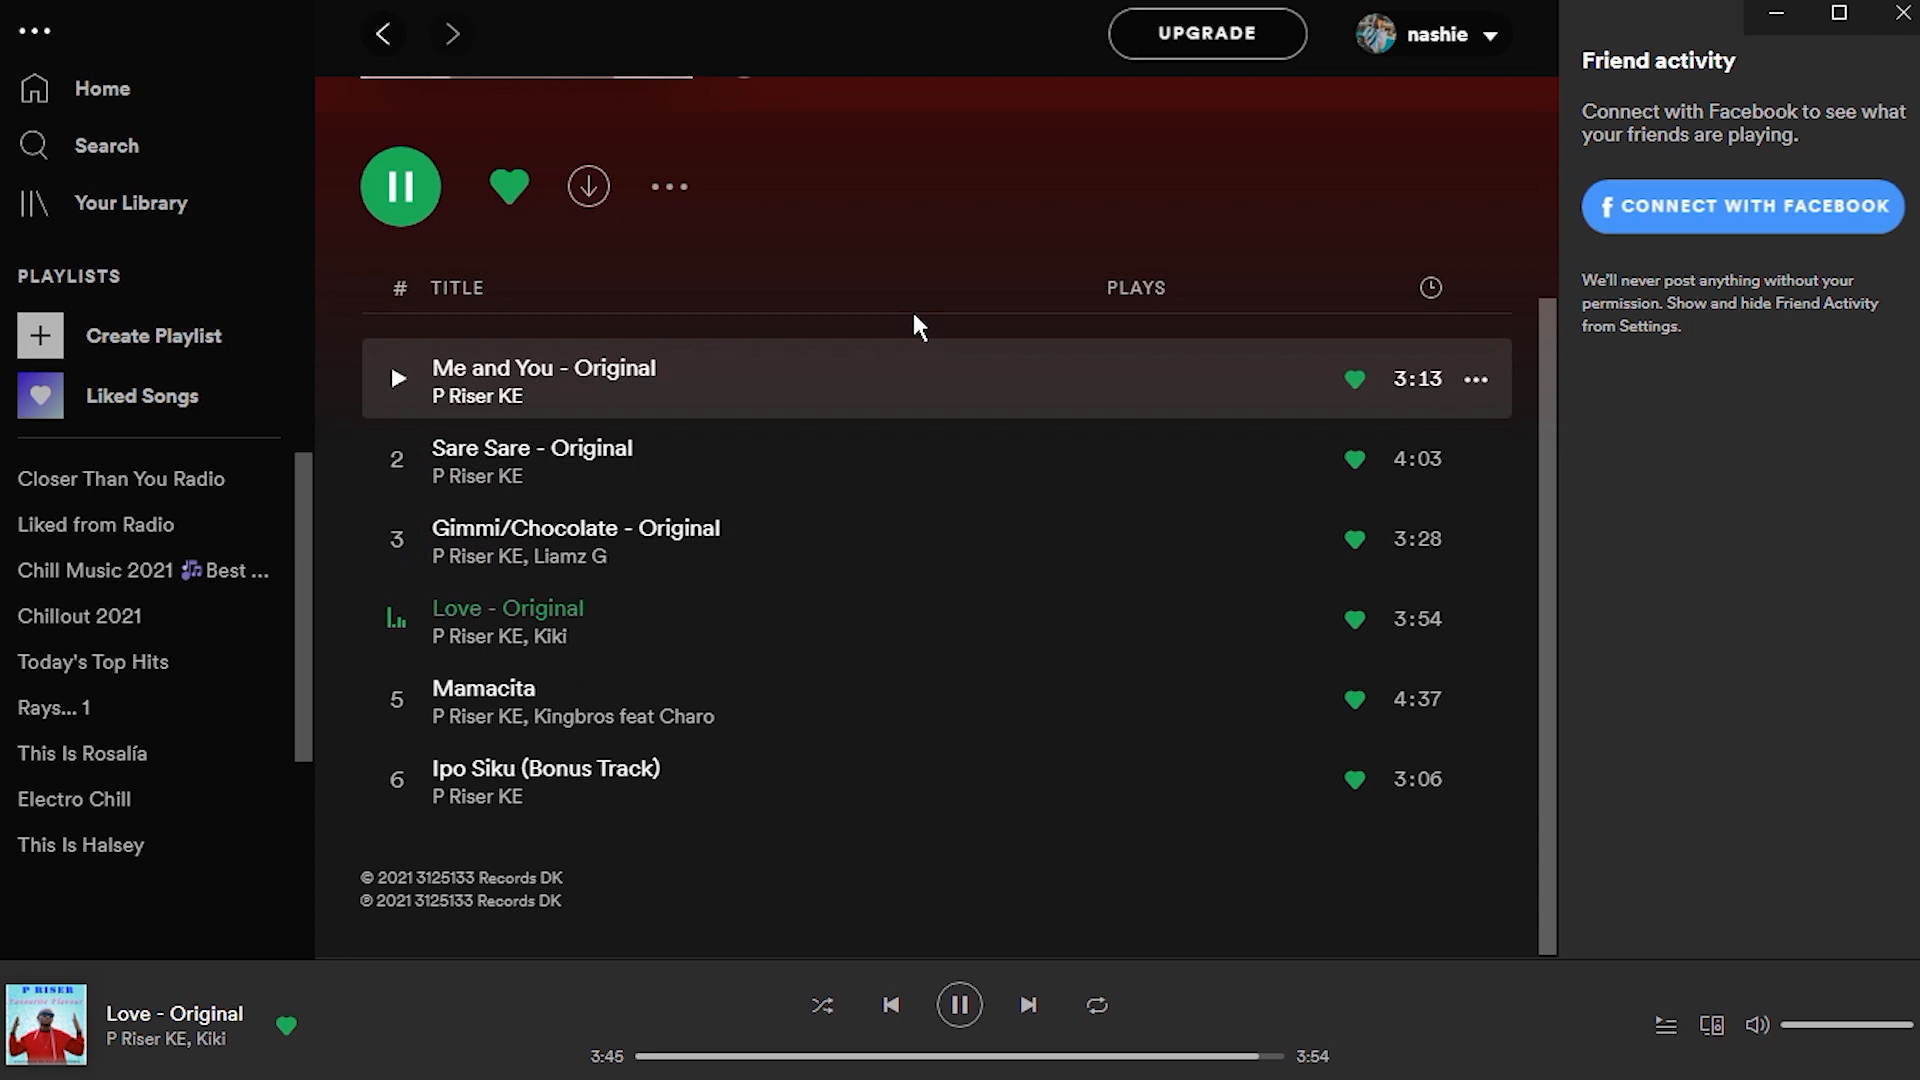 Home
Search
Your Library
PLAYLISTS
Create Playlist
Liked Songs
Closer Than You Radio
Liked from Radio
Chill Music 2021 🎶Best ...
Chillout 2021
Today's Top Hits
Rays... 1
This Is Rosalía
Electro Chill
This Is Halsey
UPGRADE
nashie
# TITLE PLAYS
Me and You - Original 3:13
P Riser KE
2 Sare Sare - Original 4:03
P Riser KE
3 Gimmi/Chocolate - Original 3:28
P Riser KE, Liamz G
Love - Original 3:54
P Riser KE, Kiki
5 Mamacita 4:37
P Riser KE, Kingbros feat Charo
6 Ipo Siku (Bonus Track) 3:06
P Riser KE
© 2021 3125133 Records DK
℗ 2021 3125133 Records DK
Friend activity
Connect with Facebook to see what
your friends are playing.
f CONNECT WITH FACEBOOK
We'll never post anything without your
permission. Show and hide Friend Activity
from Settings.
P RISER
Favourite Flavour
Love - Original
P Riser KE, Kiki
3:45 3:54